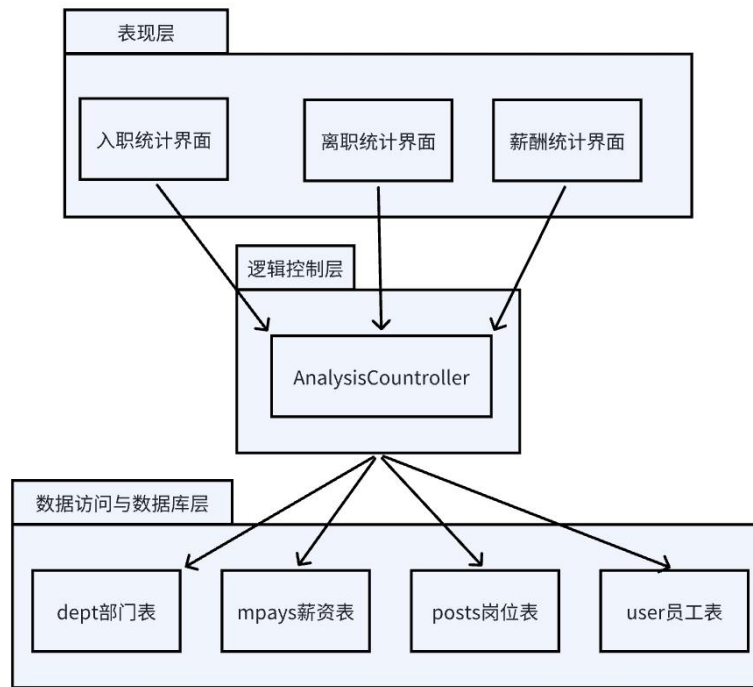 表现层
入职统计界面
离职统计界面
薪酬统计界面
逻辑控制层
AnalysisCountroller
数据访问与数据库层
dept部门表
mpays薪资表
posts岗位表
user员工表